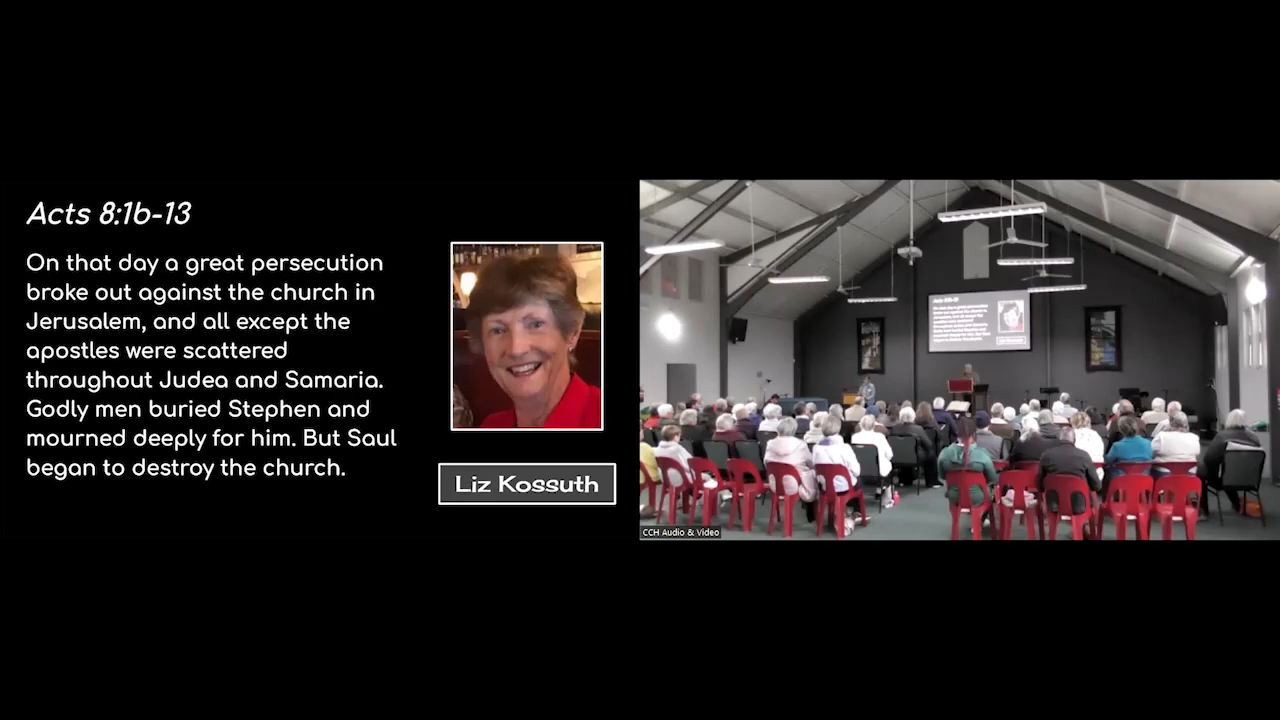 Acts 8:1b-13
On that day a great persecution
broke out against the church in
Jerusalem, and all except the
apostles were scattered
throughout Judea and Samaria.
Godly men buried Stephen and
mourned deeply for him. But Saul
began to destroy the church.
Liz Kossuth
CCH Audio & Video